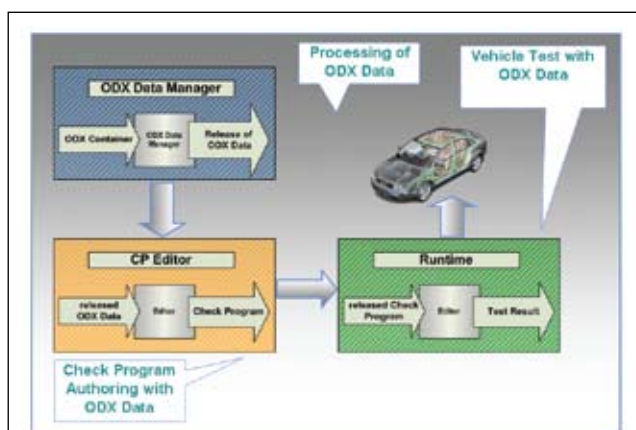 Processing of
ODX Data
Vehicle Test with
ODX Data
ODX Data Manager
ODX Container
ODX Data
Manager
Release of
ODX Data
CP Editor
released
ODX Data
Editor
Check Program
Runtime
released Check
Program
Editor
Test Result
Check Program
Authoring with
ODX Data